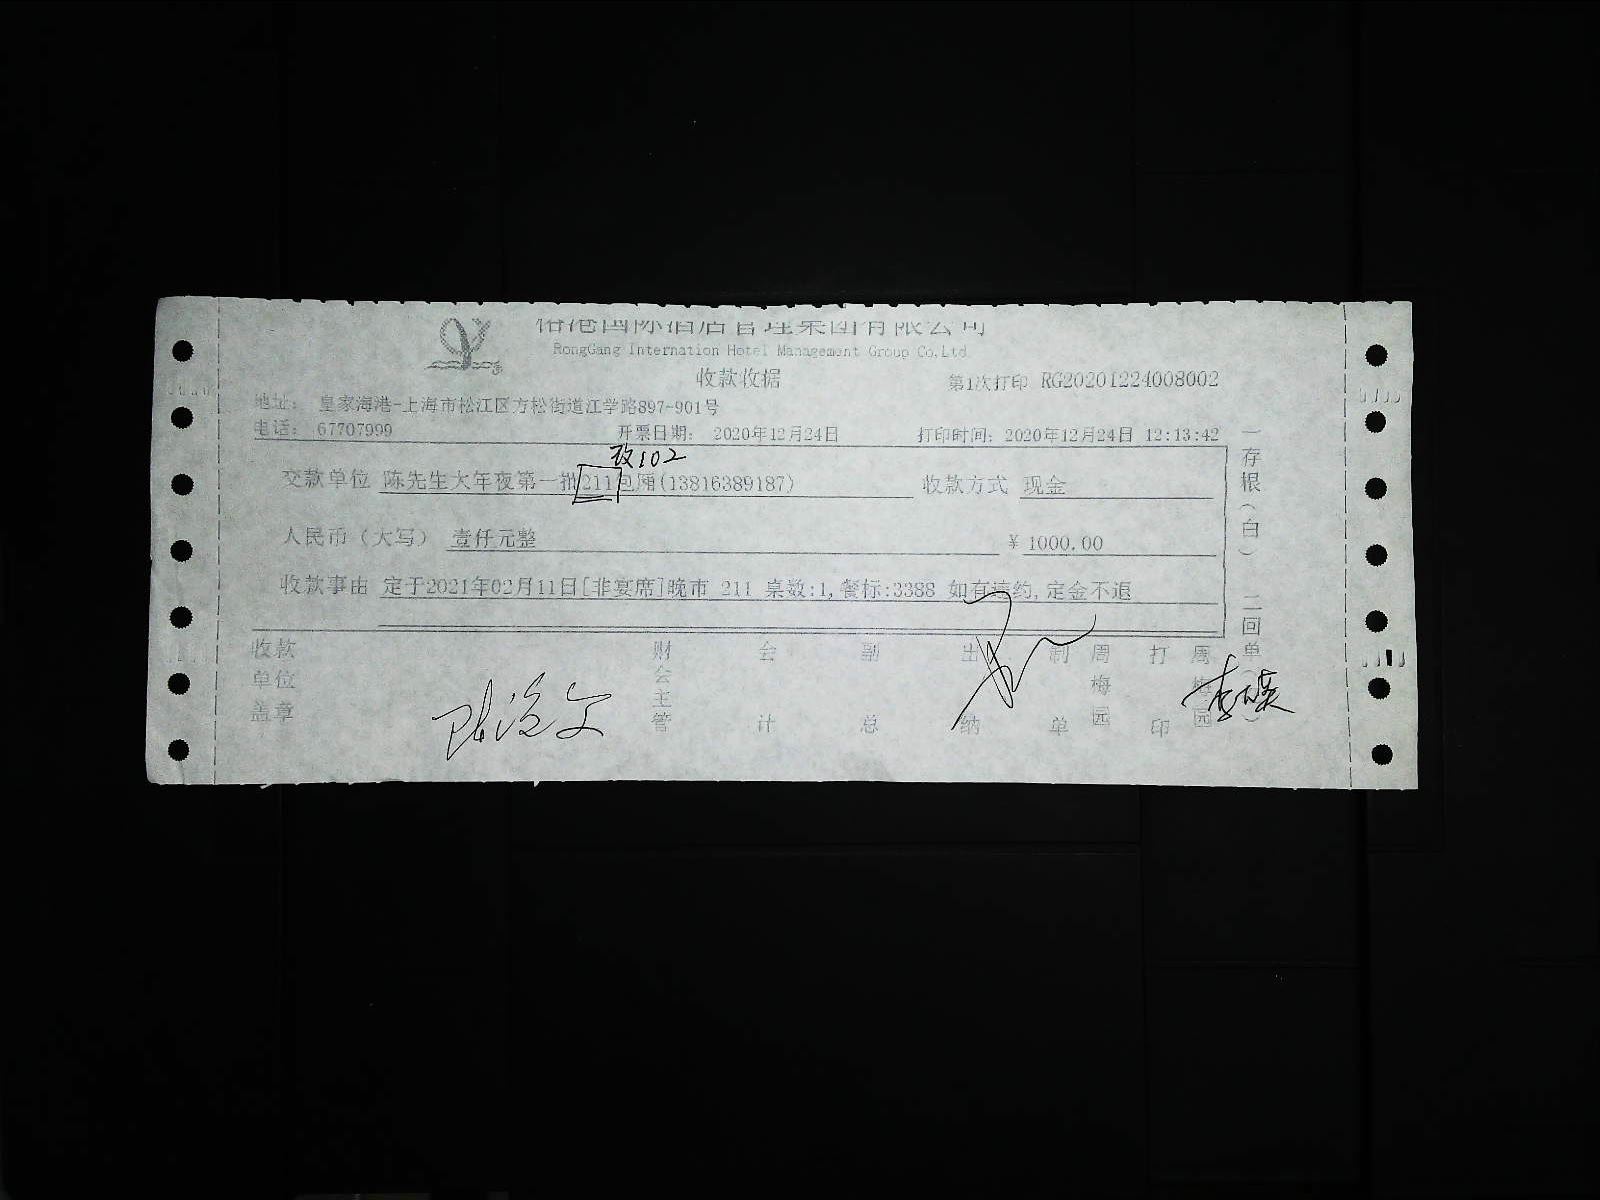 国际酒店管理集团有限公司
RongGang Internation Hotel Management Group Co.Ltd
收款收据
第1次打印 RG20201224008002
地址： 皇家海港-上海市松江区方松街道江学路897-901号
电话： 67707999 开票日期： 2020年12月24日 打印时间：2020年12月24日 12:13:42
改102
交款单位 陈先生大年夜第一批211包厢(13816389187) 收款方式 现金
人民币（大写） 壹仟元整 ¥ 1000.00
收款事由 定于2021年02月11日[非宴席]晚市 211 桌数:1,餐标:3388 如有违约,定金不退
收款单位盖章 财会主管 会计 副总 出纳 制单 周梅园 打印 周梅园
一存根（白） 二回单